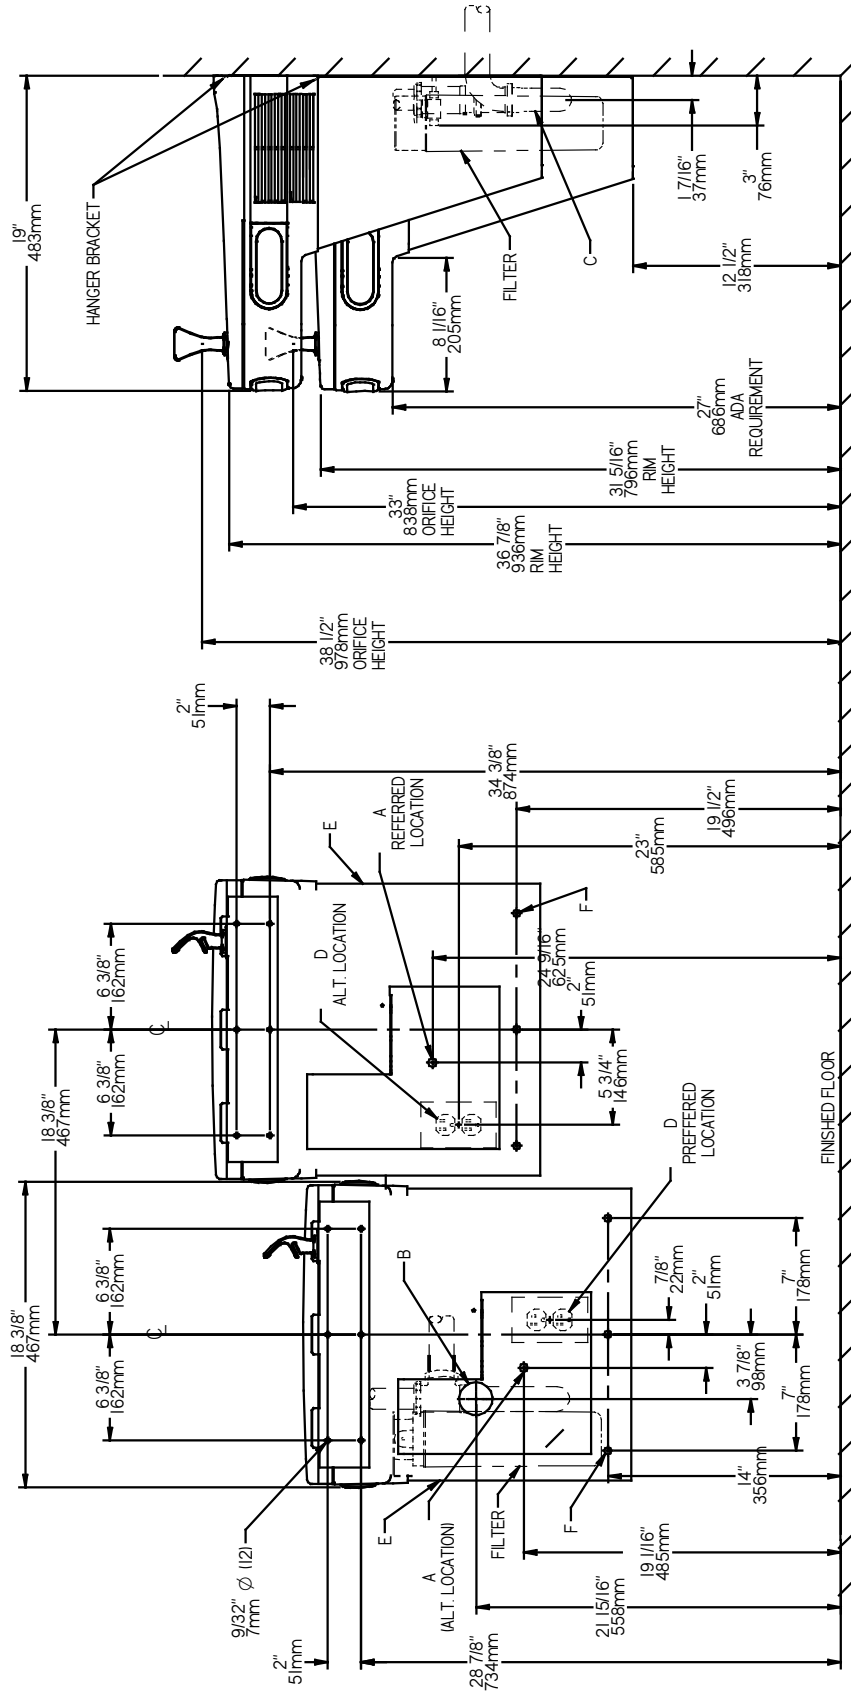 18 3/8"
467mm
18 3/8"
467mm
6 3/8"
162mm
6 3/8"
162mm
6 3/8"
162mm
6 3/8"
162mm
CL
CL
9/32" Ø (12)
7mm
2"
51mm
2"
51mm
E
A
(ALT. LOCATION)
FILTER
F
B
D
ALT. LOCATION
E
A
REFERRED
LOCATION
F
D
PREFFERED
LOCATION
28 7/8"
734mm
21 15/16"
558mm
19 1/16"
485mm
14"
356mm
7"
178mm
7"
178mm
3 7/8"
98mm
2"
51mm
7/8"
22mm
5 3/4"
146mm
2"
51mm
24 9/16"
625mm
23"
585mm
19 1/2"
496mm
34 3/8"
874mm
FINISHED FLOOR
19"
483mm
HANGER BRACKET
38 1/2"
978mm
ORIFICE
HEIGHT
36 7/8"
936mm
RIM
HEIGHT
33"
838mm
ORIFICE
HEIGHT
31 5/16"
796mm
RIM
HEIGHT
27"
686mm
ADA
REQUIREMENT
8 1/16"
205mm
FILTER
C
12 1/2"
318mm
1 7/16"
37mm
3"
76mm